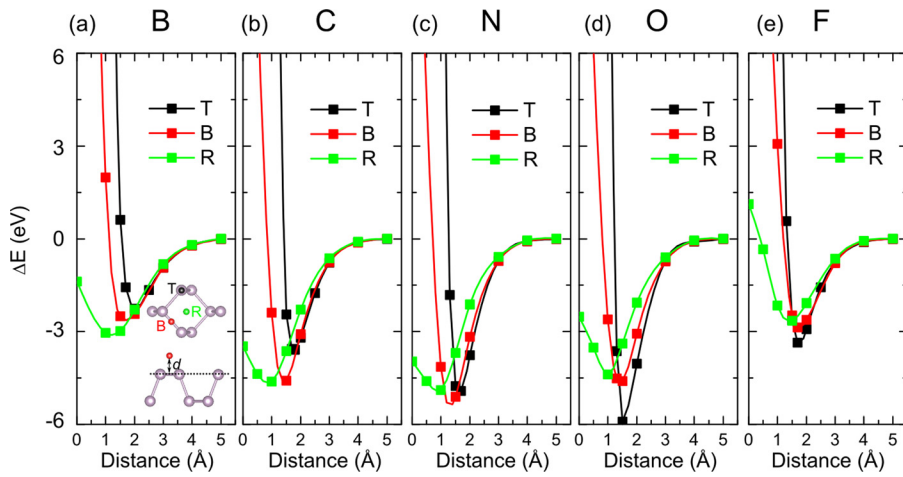 (a) B (b) C (c) N (d) O (e) F
6
3
0
-3
-6
ΔE (eV)
T
B
R
T
B
R
T
B
R
T
B
R
T
B
R
T
R
B
d
0 1 2 3 4 5 0 1 2 3 4 5 0 1 2 3 4 5 0 1 2 3 4 5 0 1 2 3 4 5
Distance (Å) Distance (Å) Distance (Å) Distance (Å) Distance (Å)